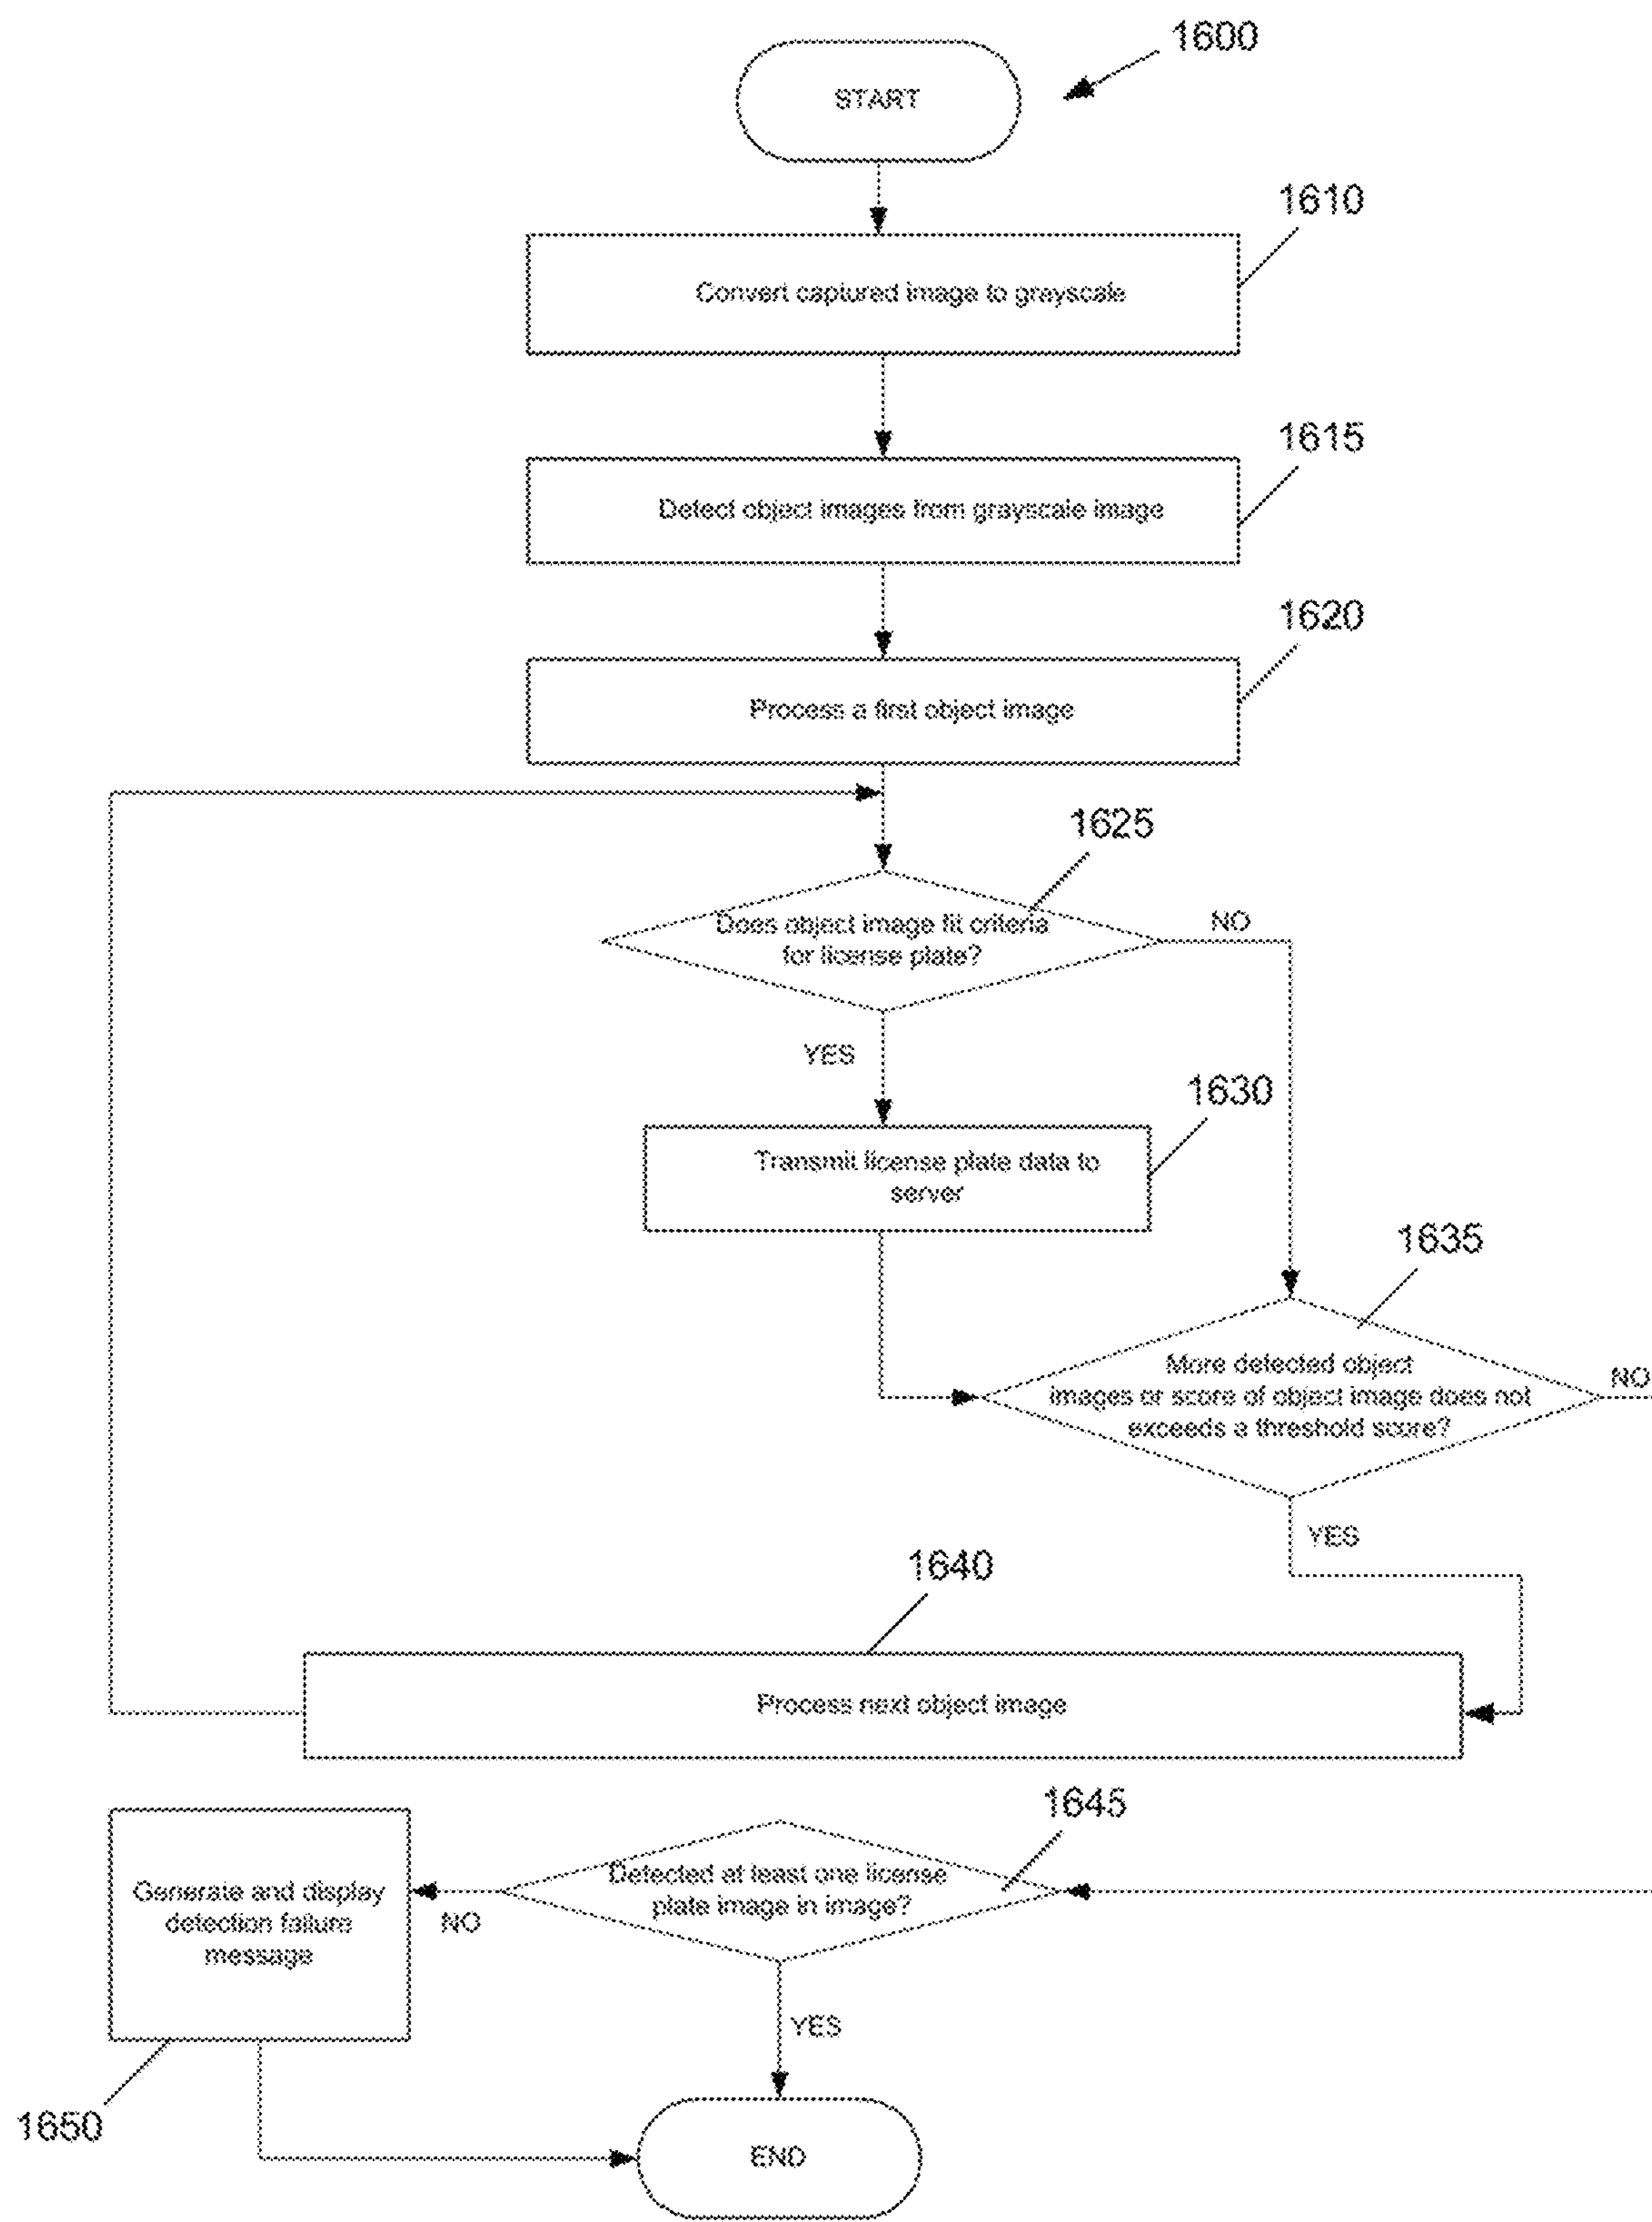 1600
START
1610
Convert captured image to grayscale
1615
Detect object images from grayscale image
1620
Process a first object image
1625
Does object image fit criteria
for license plate?
NO
YES
1630
Transmit license plate data to
server
1635
More detected object
images or score of object image does not
exceeds a threshold score?
NO
YES
1640
Process next object image
1645
Detected at least one license
plate image in image?
NO
Generate and display
detection failure
message
YES
1650
END